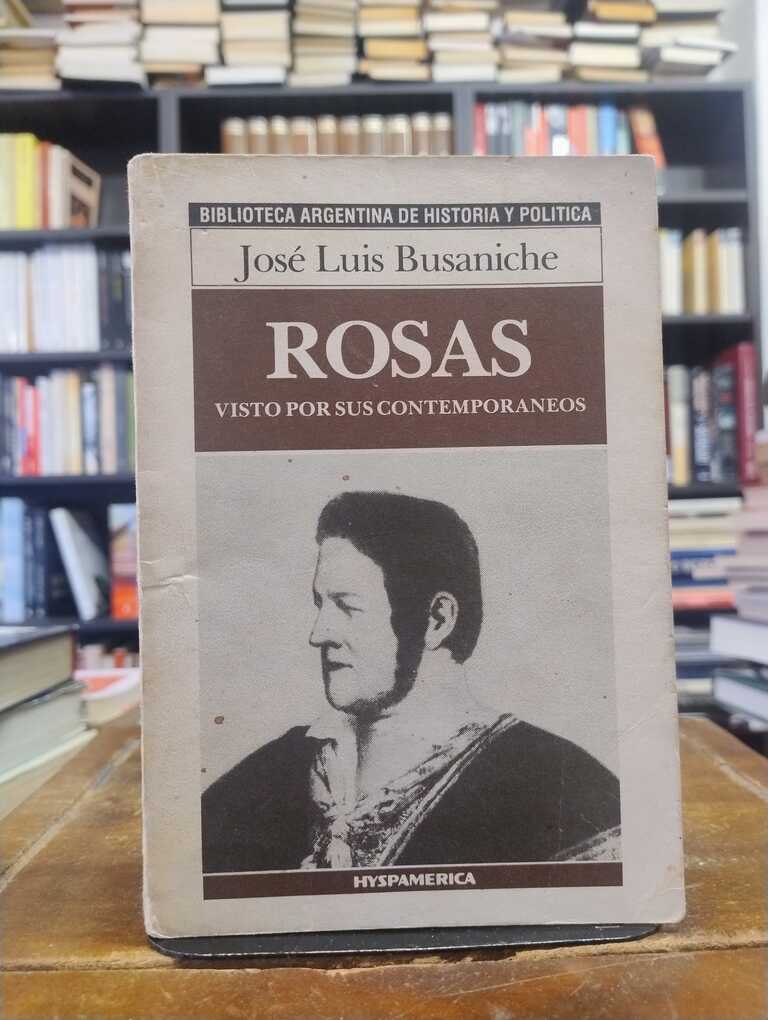 BIBLIOTECA ARGENTINA DE HISTORIA Y POLITICA
José Luis Busaniche
ROSAS
VISTO POR SUS CONTEMPORANEOS
HYSPAMERICA